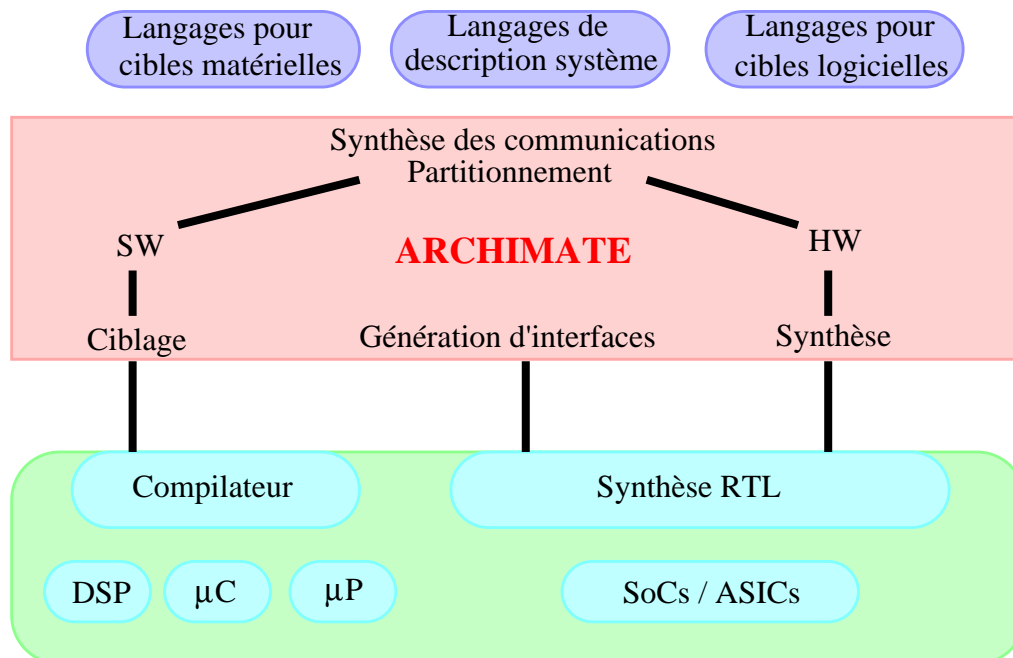 Langages pour
cibles matérielles
Langages de
description système
Langages pour
cibles logicielles
Synthèse des communications
Partitionnement
SW
ARCHIMATE
HW
Ciblage
Génération d'interfaces
Synthèse
Compilateur
Synthèse RTL
DSP
µC
µP
SoCs / ASICs